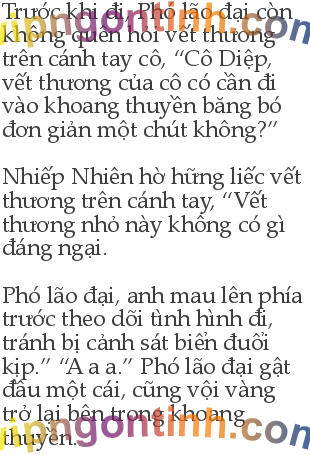 Trước khi đi, Phó lão đại còn
không quên hỏi vết thương
trên cánh tay cô, “Cô Diệp,
vết thương của cô có cần đi
vào khoang thuyền băng bó
đơn giản một chút không?”
Nhiếp Nhiên hờ hững liếc vết
thương trên cánh tay, “Vết
thương nhỏ này không có gì
đáng ngại.
Phó lão đại, anh mau lên phía
trước theo dõi tình hình đi,
tránh bị cảnh sát biển đuổi
kịp.” “A a a.” Phó lão đại gật
đầu một cái, cũng vội vàng
trở lại bên trong khoang
thuyền.
vipngontinh.com
vipngontinh.com